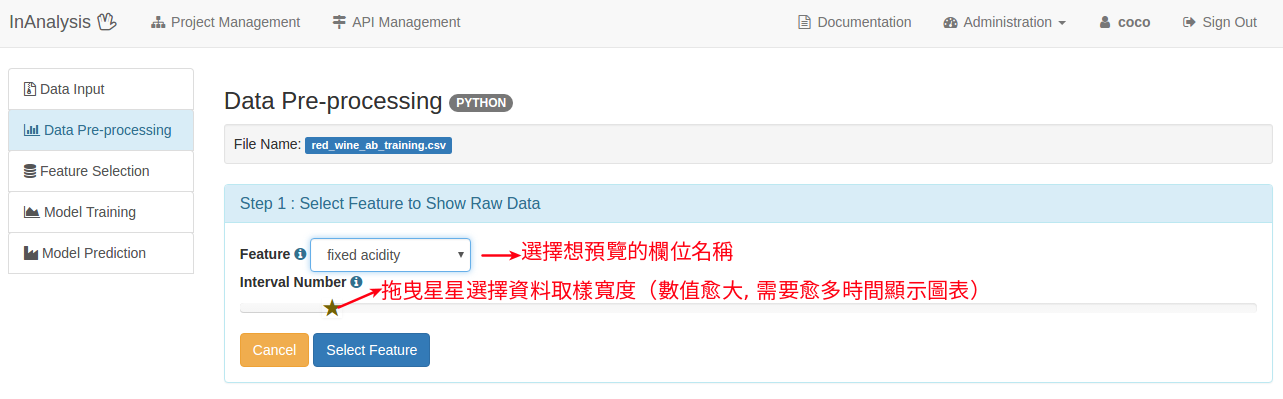 InAnalysis Project Management API Management Documentation Administration coco Sign Out
Data Input
Data Pre-processing
Feature Selection
Model Training
Model Prediction
Data Pre-processing PYTHON
File Name: red_wine_ab_training.csv
Step 1 : Select Feature to Show Raw Data
Feature fixed acidity 選擇想預覽的欄位名稱
Interval Number
拖曳星星選擇資料取樣寬度（數值愈大, 需要愈多時間顯示圖表）
Cancel Select Feature